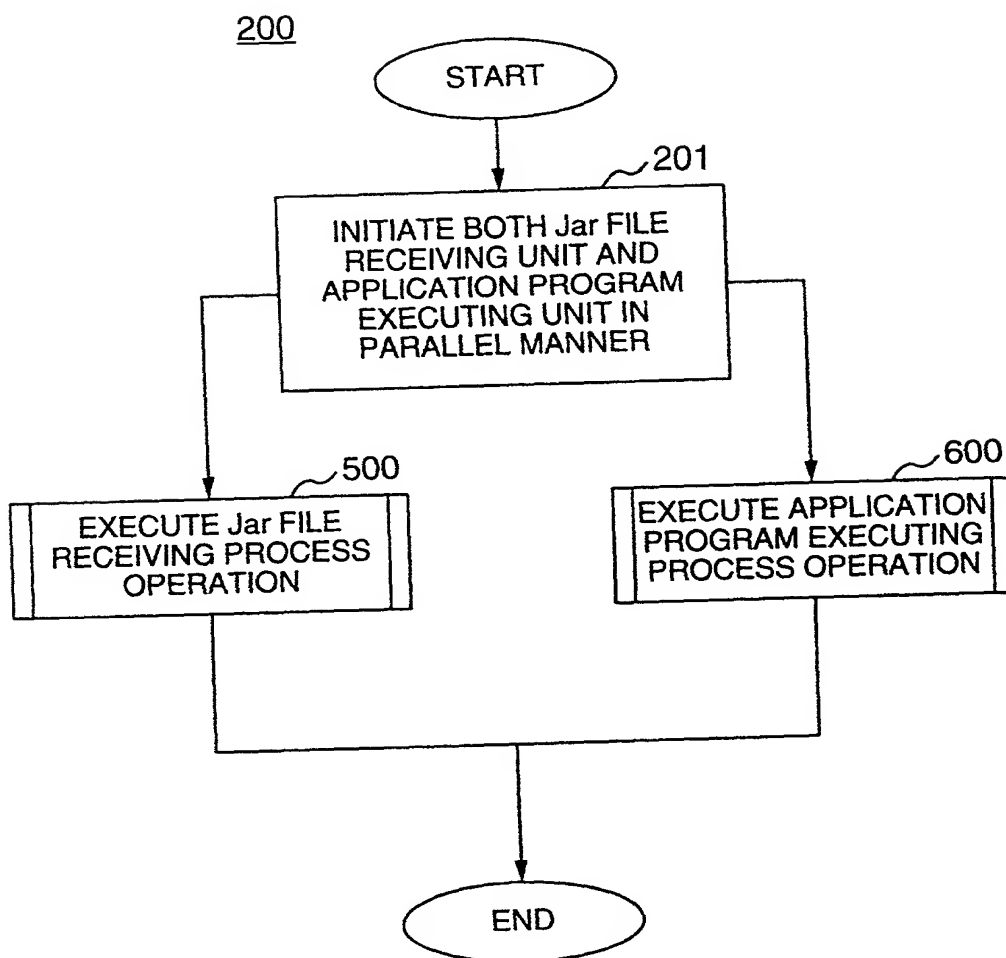 200
START
201
INITIATE BOTH Jar FILE
RECEIVING UNIT AND
APPLICATION PROGRAM
EXECUTING UNIT IN
PARALLEL MANNER
500
EXECUTE Jar FILE
RECEIVING PROCESS
OPERATION
600
EXECUTE APPLICATION
PROGRAM EXECUTING
PROCESS OPERATION
END